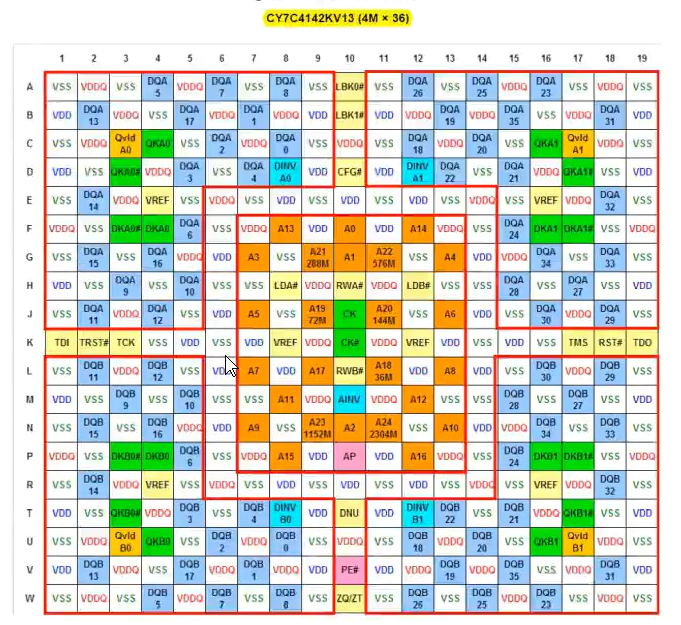 CY7C4142KV13 (4M × 36)
1 2 3 4 5 6 7 8 9 10 11 12 13 14 15 16 17 18 19
A VSS VDDQ VSS DQA 5 VDDQ DQA 7 VSS DQA 8 VSS LBK0# VSS DQA 26 VSS DQA 25 VDDQ DQA 23 VSS VDDQ VSS
B VDD DQA 13 VDDQ VSS DQA 17 VDDQ DQA 1 VDDQ VDD LBK1# VDD VDDQ DQA 19 VDDQ DQA 35 VSS VDDQ DQA 31 VDD
C VSS VDDQ Qvld A0 QKA0 VSS DQA 2 VDDQ DQA 0 VSS VDDQ VSS DQA 18 VDDQ DQA 20 VSS QKA1 Qvld A1 VDDQ VSS
D VDD VSS QKA0# VDDQ DQA 3 VSS DQA 4 DINV A0 VDD CFG# VDD DINV A1 DQA 22 VSS DQA 21 VDDQ QKA1# VSS VDD
E VSS DQA 14 VDDQ VREF VSS VDDQ VSS VDD VSS VDD VSS VDD VSS VDDQ VSS VREF VDDQ DQA 32 VSS
F VDDQ VSS DKA0# DKA0 DQA 6 VSS VDDQ A13 VDD A0 VDD A14 VDDQ VSS DQA 24 DKA1 DKA1# VSS VDDQ
G VSS DQA 15 VSS DQA 16 VDDQ VDD A3 VSS A21 288M A1 A22 576M VSS A4 VDD VDDQ DQA 34 VSS DQA 33 VSS
H VDD VSS DQA 9 VSS DQA 10 VSS VSS LDA# VDDQ RWA# VDDQ LDB# VSS VSS DQA 28 VSS DQA 27 VSS VDD
J VSS DQA 11 VDDQ DQA 12 VSS VDD A5 VSS A19 72M CK A20 144M VSS A6 VDD VSS DQA 30 VDDQ DQA 29 VSS
K TDI TRST# TCK VSS VDD VSS VDD VREF VDDQ CK# VDDQ VREF VDD VSS VDD VSS TMS RST# TDO
L VSS DQB 11 VDDQ DQB 12 VSS A7 VDD A17 RWB# A18 36M VDD A8 VDD VSS DQB 30 VDDQ DQB 29 VSS
M VDD VSS DQB 9 VSS DQB 10 VSS VSS A11 VDDQ AINV VDDQ A12 VSS VSS DQB 28 VSS DQB 27 VSS VDD
N VSS DQB 15 VSS DQB 16 VDDQ VDD A9 VSS A23 1152M A2 A24 2304M VSS A10 VDD VDDQ DQB 34 VSS DQB 33 VSS
P VDDQ VSS DKB0# DKB0 DQB 6 VSS VDDQ A15 VDD AP VDD A16 VDDQ VSS DQB 24 DKB1 DKB1# VSS VDDQ
R VSS DQB 14 VDDQ VREF VSS VDDQ VSS VDD VSS VDD VSS VDD VSS VDDQ VSS VREF VDDQ DQB 32 VSS
T VDD VSS QKB0# VDDQ DQB 3 VSS DQB 4 DINV B0 VDD DNU VDD DINV B1 DQB 22 VSS DQB 21 VDDQ QKB1# VSS VDD
U VSS VDDQ Qvld B0 QKB0 VSS DQB 2 VDDQ DQB 0 VSS VDDQ VSS DQB 18 VDDQ DQB 20 VSS QKB1 Qvld B1 VDDQ VSS
V VDD DQB 13 VDDQ VSS DQB 17 VDDQ DQB 1 VDDQ VDD PE# VDD VDDQ DQB 19 VDDQ DQB 35 VSS VDDQ DQB 31 VDD
W VSS VDDQ VSS DQB 5 VDDQ DQB 7 VSS DQB 8 VSS ZQ/ZT VSS DQB 26 VSS DQB 25 VDDQ DQB 23 VSS VDDQ VSS